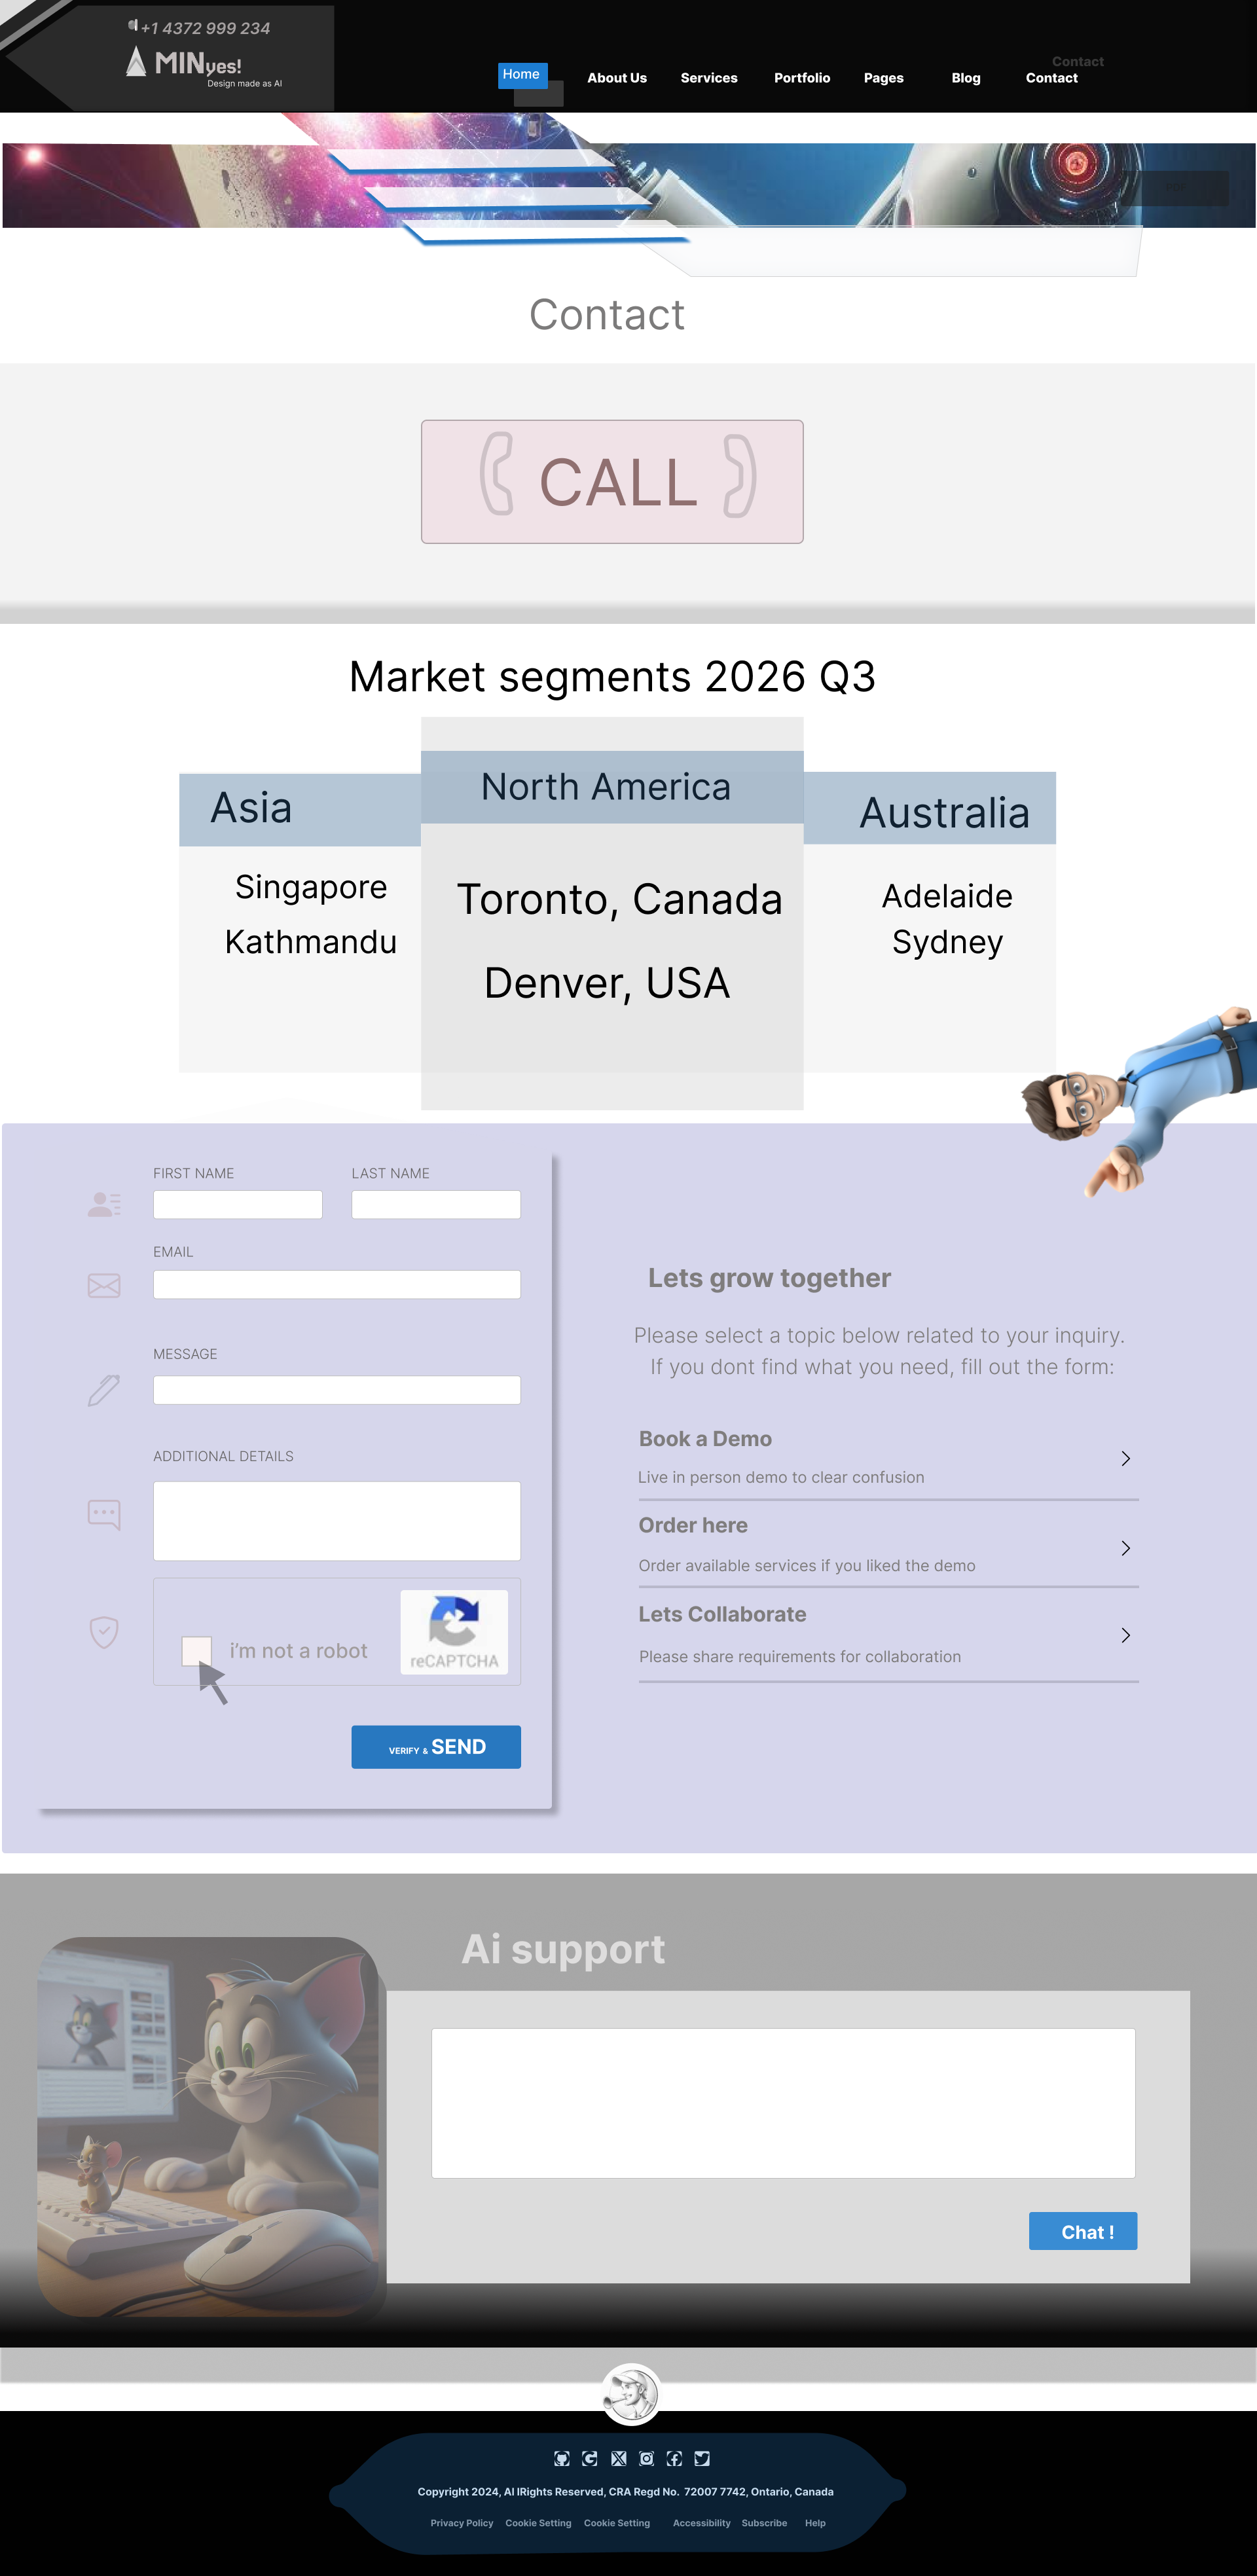 +1 4372 999 234
MINyes!
Design made as AI
Contact
Home
About Us
Services
Portfolio
Pages
Blog
Contact
Contact
CALL
Market segments 2026 Q3
Asia
North America
Australia
Singapore
Kathmandu
Toronto, Canada
Denver, USA
Adelaide
Sydney
FIRST NAME
LAST NAME
EMAIL
MESSAGE
ADDITIONAL DETAILS
i'm not a robot
reCAPTCHA
VERIFY & SEND
Lets grow together
Please select a topic below related to your inquiry.
If you dont find what you need, fill out the form:
Book a Demo
Live in person demo to clear confusion
Order here
Order available services if you liked the demo
Lets Collaborate
Please share requirements for collaboration
Ai support
Chat !
Copyright 2024, Al lRights Reserved, CRA Regd No. 72007 7742, Ontario, Canada
Privacy Policy
Cookie Setting
Cookie Setting
Accessibility
Subscribe
Help